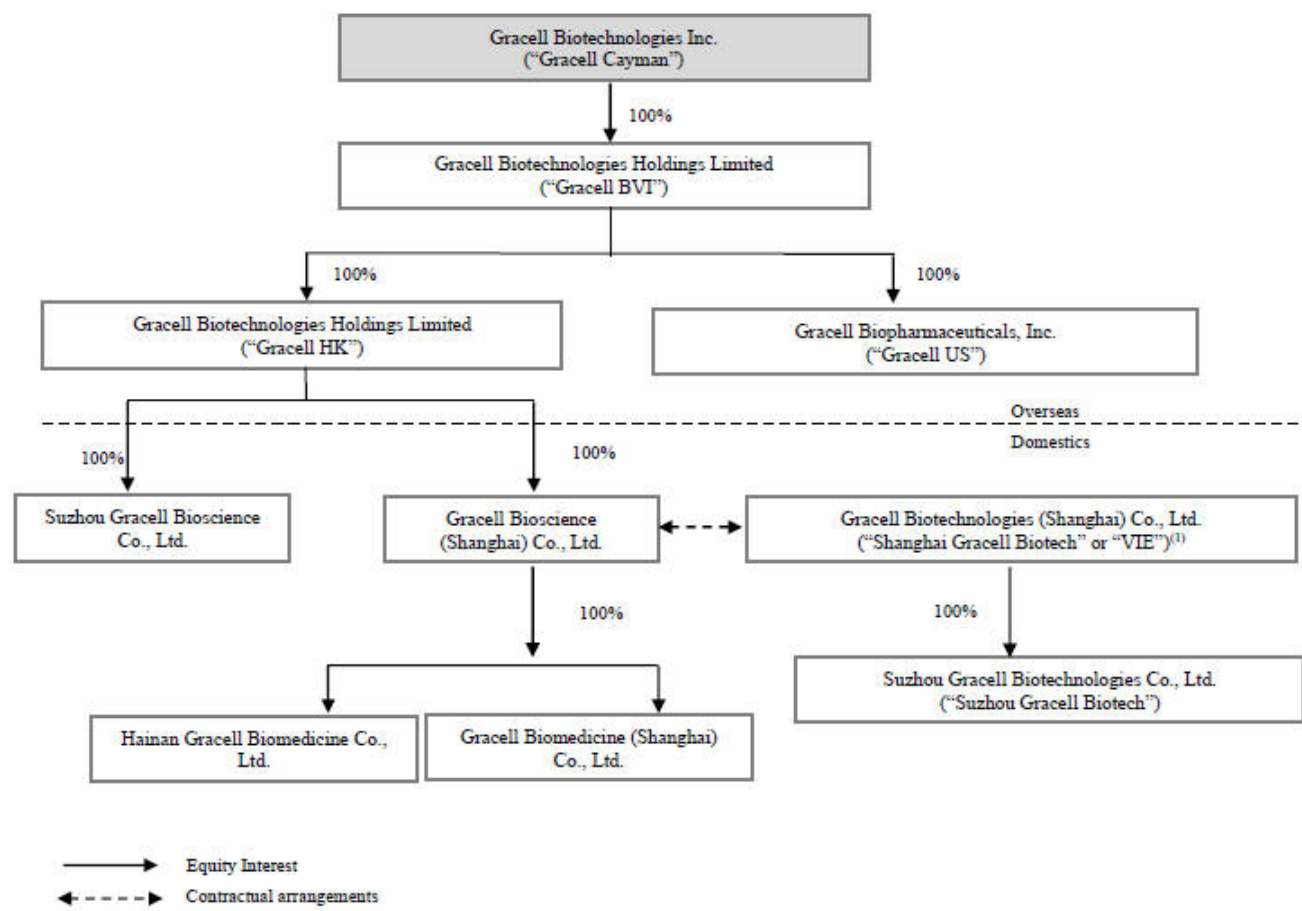 Gracell Biotechnologies Inc.
(“Gracell Cayman”)
100%
Gracell Biotechnologies Holdings Limited
(“Gracell BVI”)
100%
100%
Gracell Biotechnologies Holdings Limited
(“Gracell HK”)
Gracell Biopharmaceuticals, Inc.
(“Gracell US”)
Overseas
Domestics
100%
100%
Suzhou Gracell Bioscience
Co., Ltd.
Gracell Bioscience
(Shanghai) Co., Ltd.
Gracell Biotechnologies (Shanghai) Co., Ltd.
(“Shanghai Gracell Biotech” or “VIE”)(1)
100%
100%
Suzhou Gracell Biotechnologies Co., Ltd.
(“Suzhou Gracell Biotech”)
Hainan Gracell Biomedicine Co.,
Ltd.
Gracell Biomedicine (Shanghai)
Co., Ltd.
Equity Interest
Contractual arrangements